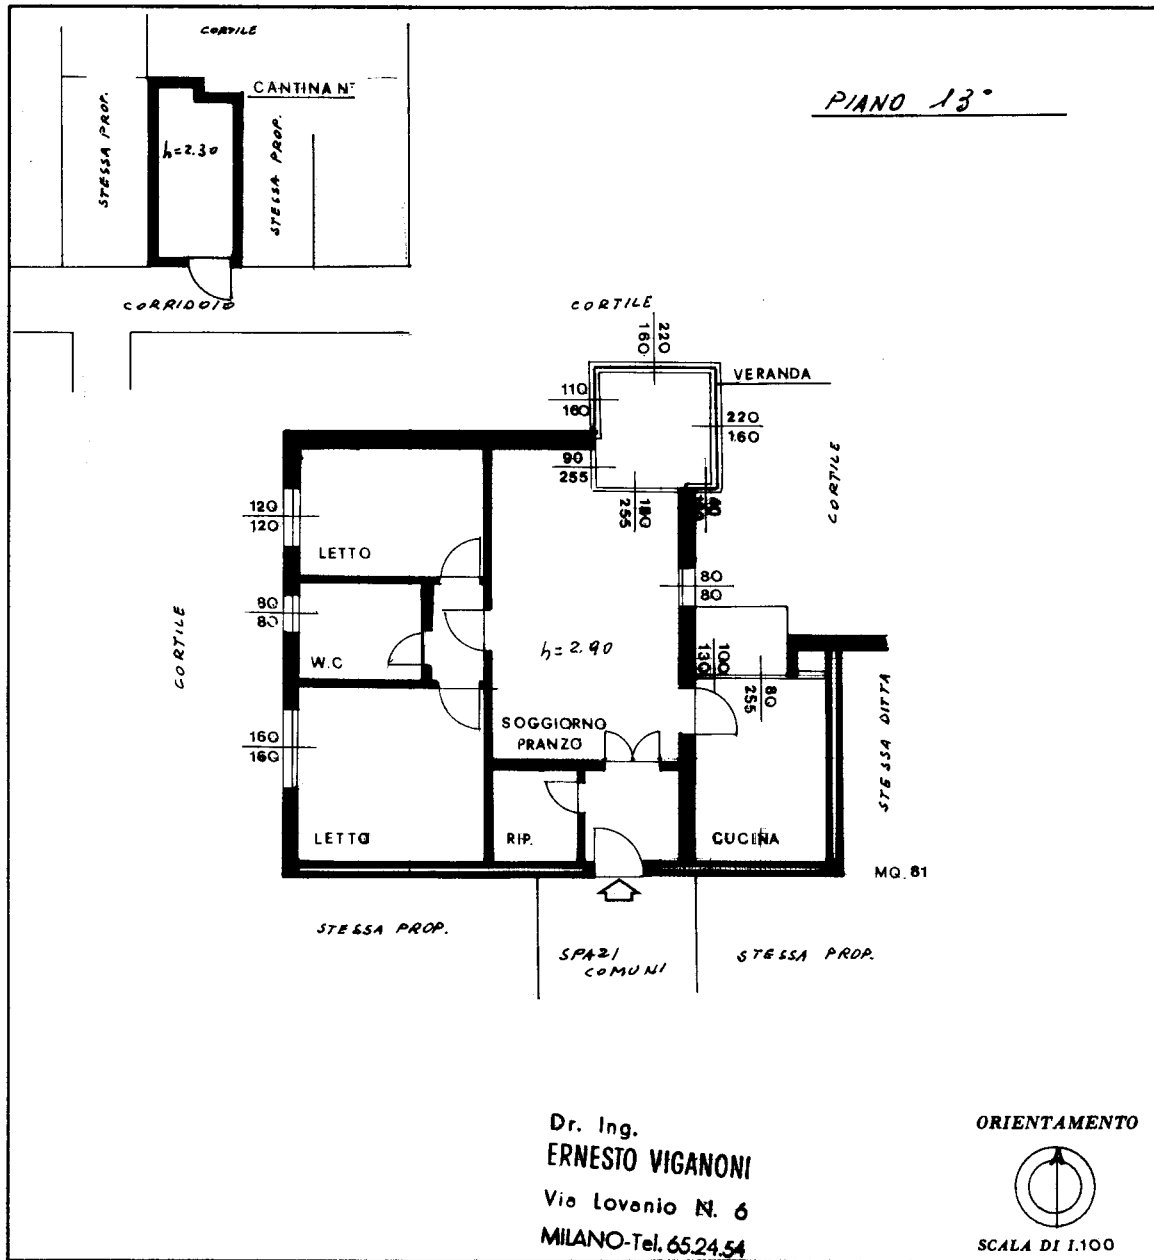 CORTILE
CANTINA N°
STESSA PROP.
h=2.30
STESSA PROP.
CORRIDOIO
PIANO 13°
CORTILE
220
160
VERANDA
110
160
220
160
90
255
180
255
CORTILE
120
120
LETTO
80
80
80
80
CORTILE
W.C
h=2.90
100
130
80
255
SOGGIORNO
PRANZO
160
160
STESSA DITTA
LETTO
RIP.
CUCINA
MQ. 81
STESSA PROP.
SPAZI
COMUNI
STESSA PROP.
Dr. Ing.
ERNESTO VIGANONI
Via Lovanio N. 6
MILANO-Tel. 65.24.54
ORIENTAMENTO
SCALA DI 1.100